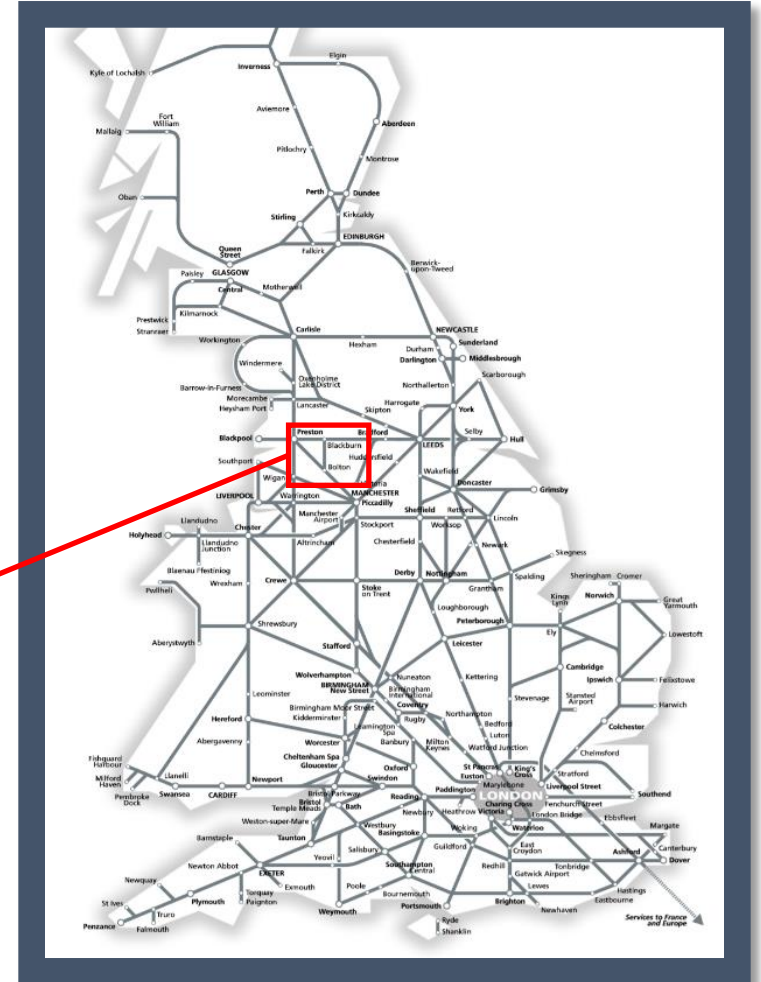 Elgin
Inverness
Kyle of Lochalsh
Aviemore
Fort
William
Mallaig
Aberdeen
Pitlochry
Montrose
Perth
Dundee
Oban
Stirling
Kirkcaldy
EDINBURGH
Queen
Street
Falkirk
Berwick-
upon-Tweed
Paisley
GLASGOW
Central
Motherwell
Prestwick
Kilmarnock
Stranraer
Carlisle
NEWCASTLE
Workington
Hexham
Sunderland
Durham
Darlington
Middlesbrough
Windermere
Scarborough
Oxenholme
Lake District
Barrow-in-Furness
Northallerton
Morecambe
Lancaster
Harrogate
Heysham Port
Skipton
York
Preston
Bradford
Selby
Blackpool
Blackburn
LEEDS
Hull
Southport
Huddersfield
Bolton
Wakefield
Wigan
Victoria
Doncaster
MANCHESTER
Grimsby
LIVERPOOL
Warrington
Piccadilly
Manchester
Airport
Sheffield
Retford
Llandudno
Stockport
Worksop
Lincoln
Holyhead
Chester
Llandudno
Junction
Altrincham
Chesterfield
Newark
Skegness
Blaenau Ffestiniog
Derby
Nottingham
Sheringham
Cromer
Pwllheli
Wrexham
Crewe
Stoke
on Trent
Grantham
Spalding
Kings
Lynn
Norwich
Great
Yarmouth
Loughborough
Peterborough
Shrewsbury
Ely
Lowestoft
Aberystwyth
Stafford
Leicester
Cambridge
Wolverhampton
Nuneaton
Kettering
Ipswich
Felixstowe
BIRMINGHAM
New Street
Birmingham
International
Leominster
Coventry
Stevenage
Stansted
Airport
Harwich
Birmingham Moor Street
Northampton
Hereford
Kidderminster
Rugby
Bedford
Colchester
Leamington
Spa
Luton
Abergavenny
Worcester
Banbury
Milton
Keynes
Watford Junction
Chelmsford
Fishguard
Harbour
Cheltenham Spa
Gloucester
Oxford
St Pancras
King's
Cross
Euston
Stratford
Milford
Haven
Llanelli
Newport
Swindon
Marylebone
Liverpool Street
Pembroke
Dock
Swansea
CARDIFF
Bristol Parkway
Reading
Paddington
LONDON
Southend
Bristol
Temple Meads
Bath
Charing Cross
Fenchurch Street
Newbury
Heathrow
Victoria
London Bridge
Ebbsfleet
Weston-super-Mare
Westbury
Waterloo
Margate
Barnstaple
Taunton
Basingstoke
Woking
East
Croydon
Canterbury
Salisbury
Guildford
Ashford
Newton Abbot
Yeovil
Southampton
Central
Redhill
Tonbridge
Dover
Gatwick Airport
EXETER
Newquay
Exmouth
Poole
Lewes
Hastings
St Ives
Torquay
Bournemouth
Eastbourne
Plymouth
Paignton
Portsmouth
Brighton
Newhaven
Truro
Weymouth
Penzance
Falmouth
Ryde
Services to France
and Europe
Shanklin